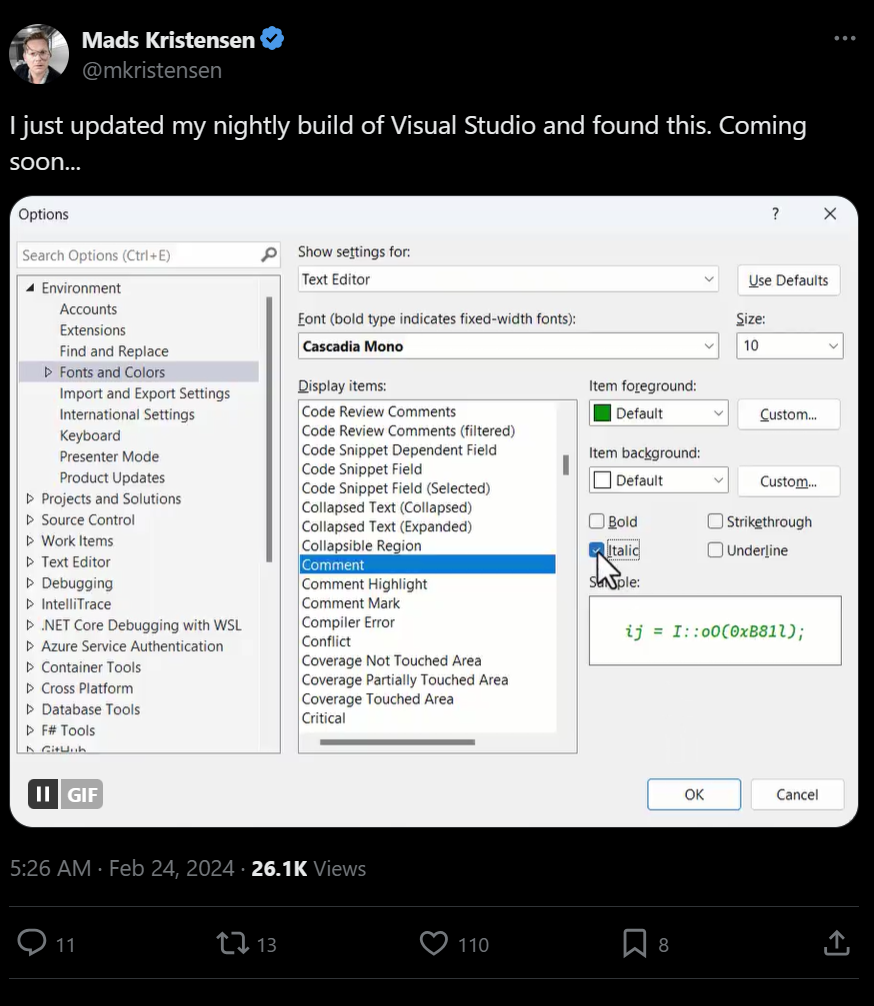 Mads Kristensen
@mkristensen
I just updated my nightly build of Visual Studio and found this. Coming
soon...
Options
?
Search Options (Ctrl+E)
Environment
Accounts
Extensions
Find and Replace
Fonts and Colors
Import and Export Settings
International Settings
Keyboard
Presenter Mode
Product Updates
Projects and Solutions
Source Control
Work Items
Text Editor
Debugging
IntelliTrace
.NET Core Debugging with WSL
Azure Service Authentication
Container Tools
Cross Platform
Database Tools
F# Tools
GitHub
Show settings for:
Text Editor
Use Defaults
Font (bold type indicates fixed-width fonts):
Size:
Cascadia Mono
10
Display items:
Code Review Comments
Code Review Comments (filtered)
Code Snippet Dependent Field
Code Snippet Field
Code Snippet Field (Selected)
Collapsed Text (Collapsed)
Collapsed Text (Expanded)
Collapsible Region
Comment
Comment Highlight
Comment Mark
Compiler Error
Conflict
Coverage Not Touched Area
Coverage Partially Touched Area
Coverage Touched Area
Critical
Item foreground:
Default
Custom...
Item background:
Default
Custom...
Bold
Strikethrough
Italic
Underline
Sample:
ij = I::oO(0xB81l);
GIF
OK
Cancel
5:26 AM · Feb 24, 2024 · 26.1K Views
11
13
110
8